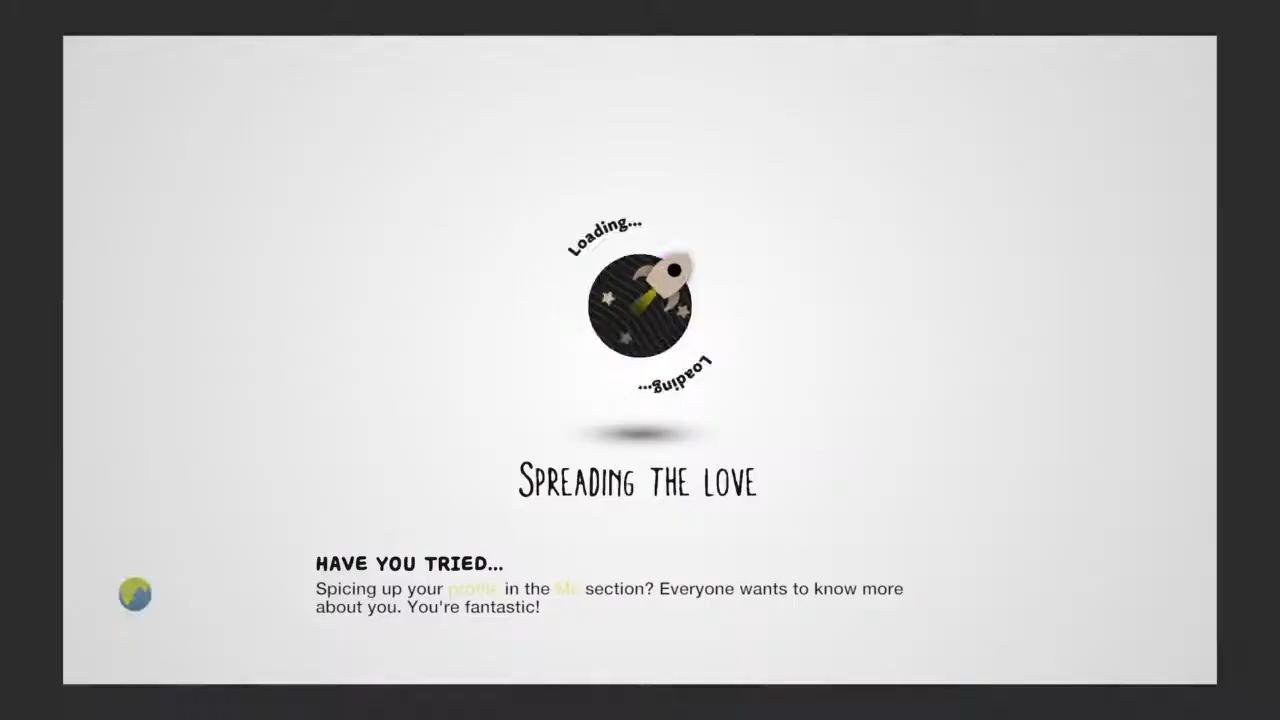 Loading...
Loading...
SPREADING THE LOVE
HAVE YOU TRIED...
Spicing up your profile in the Me section? Everyone wants to know more
about you. You're fantastic!